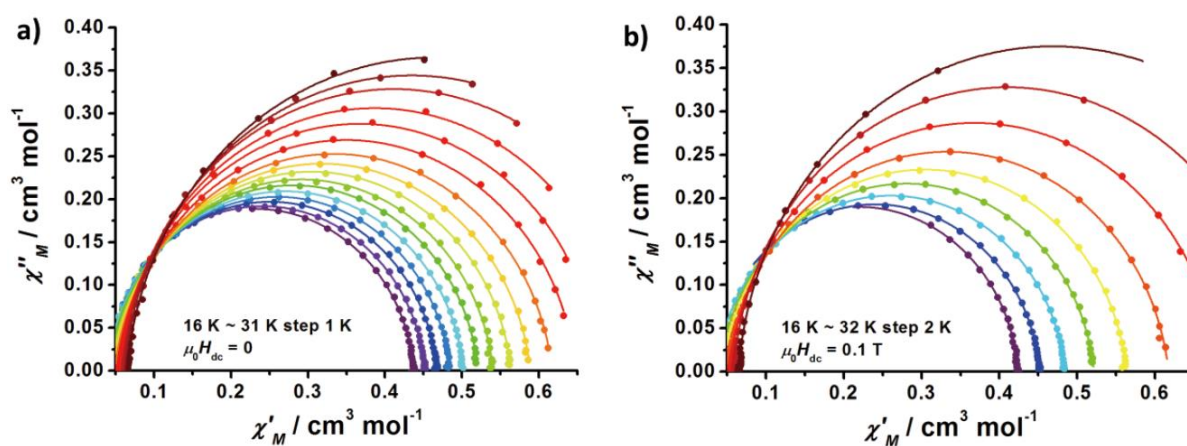 a)
0.40
0.35
0.30
0.25
0.20
0.15
0.10
0.05
0.00
χ''M / cm³ mol⁻¹
16 K ~ 31 K step 1 K
μ₀Hdc = 0
0.1 0.2 0.3 0.4 0.5 0.6
χ'M / cm³ mol⁻¹
b)
0.40
0.35
0.30
0.25
0.20
0.15
0.10
0.05
0.00
χ''M / cm³ mol⁻¹
16 K ~ 32 K step 2 K
μ₀Hdc = 0.1 T
0.1 0.2 0.3 0.4 0.5 0.6
χ'M / cm³ mol⁻¹